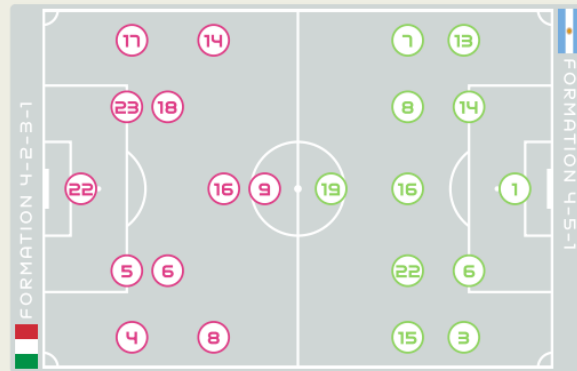 FORMATION 4-2-3-1
FORMATION 4-5-1
17 14 7 13
23 18 8 14
22 16 9 19 16 1
5 6 22 6
4 8 15 3